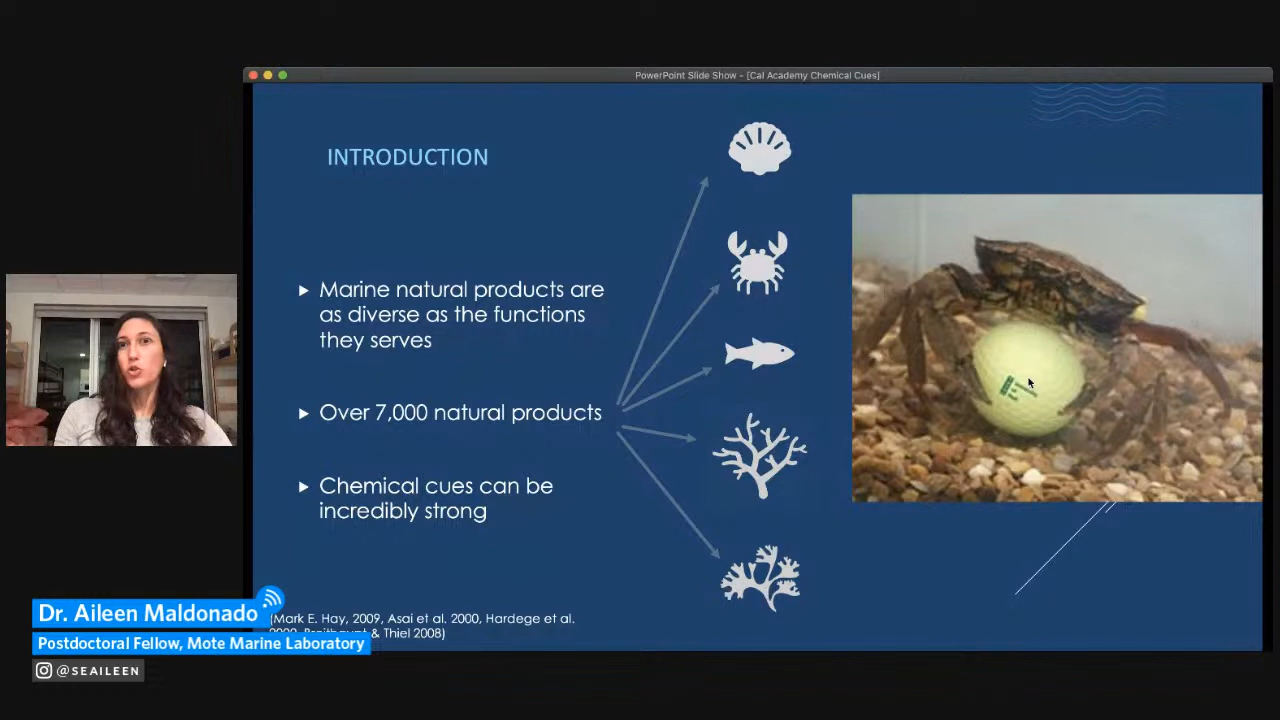 PowerPoint Slide Show - [Cal Academy Chemical Cues]
INTRODUCTION
Marine natural products are
as diverse as the functions
they serves
Over 7,000 natural products
Chemical cues can be
incredibly strong
(Mark E. Hay, 2009, Asai et al. 2000, Hardege et al.
& Thiel 2008)
Dr. Aileen Maldonado
Postdoctoral Fellow, Mote Marine Laboratory
@SEAILEEN